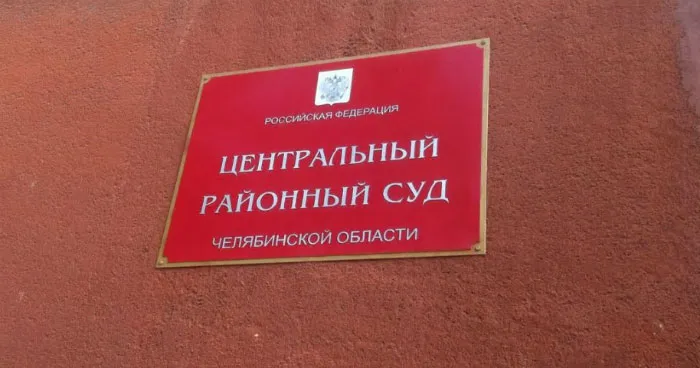 РОССИЙСКАЯ ФЕДЕРАЦИЯ
ЦЕНТРАЛЬНЫЙ
РАЙОННЫЙ СУД
ЧЕЛЯБИНСКОЙ ОБЛАСТИ